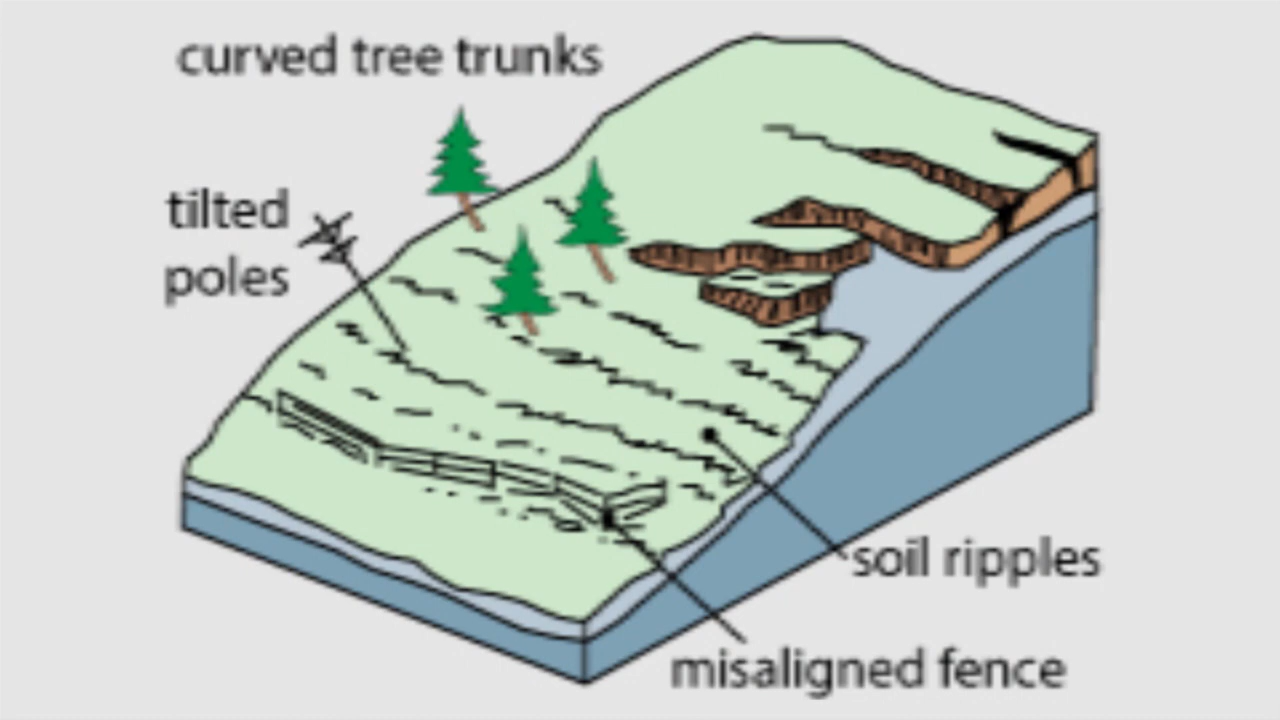 curved tree trunks
tilted
poles
soil ripples
misaligned fence